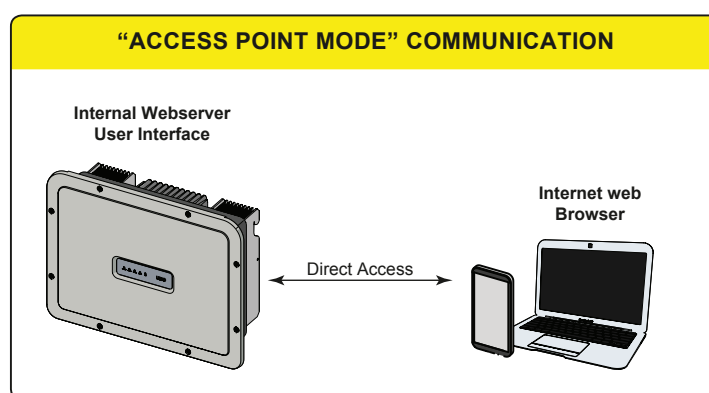 “ACCESS POINT MODE” COMMUNICATION
Internal Webserver
User Interface
Internet web
Browser
Direct Access